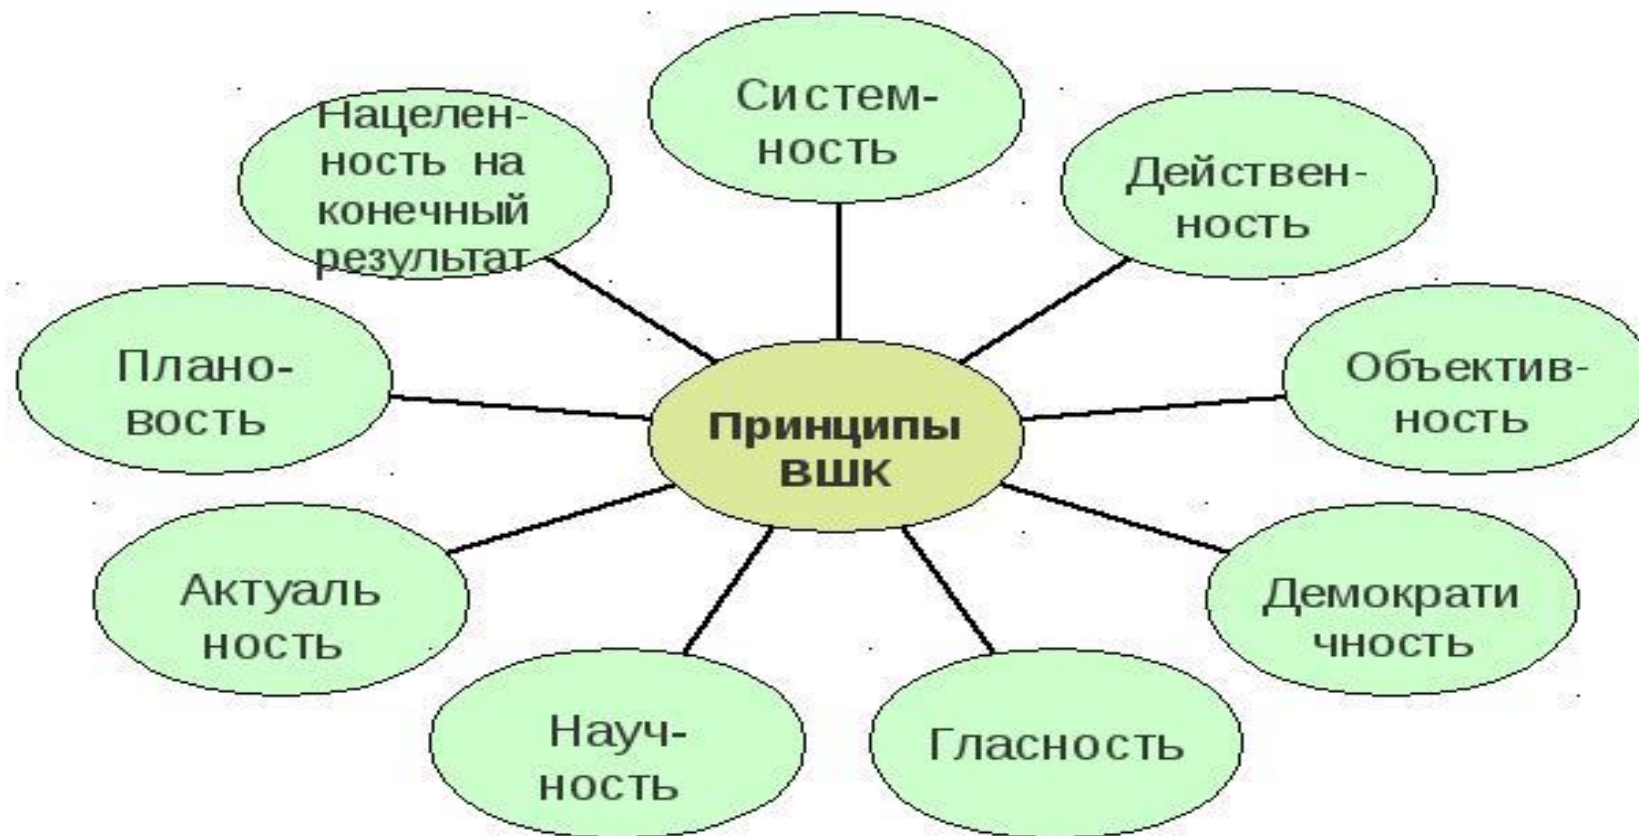 Систем-
ность
Нацелен-
ность на
конечный
результат
Действен-
ность
Плано-
вость
Объектив-
ность
Принципы
ВШК
Актуаль
ность
Демократи
чность
Науч-
ность
Гласность